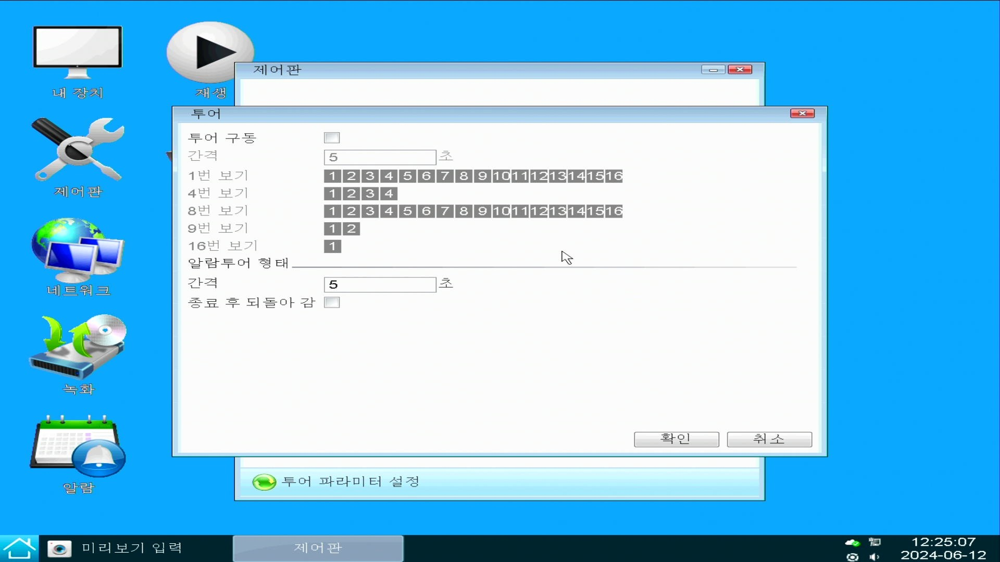 내 장치
재생
제어판
제어판
네트워크
녹화
알람
투어
투어 구동
간격 5 초
1번 보기 1 2 3 4 5 6 7 8 9 10 11 12 13 14 15 16
4번 보기 1 2 3 4
8번 보기 1 2 3 4 5 6 7 8 9 10 11 12 13 14 15 16
9번 보기 1 2
16번 보기 1
알람투어 형태
간격 5 초
종료 후 되돌아 감
확인 취소
투어 파라미터 설정
미리보기 입력 제어판
12:25:07
2024-06-12